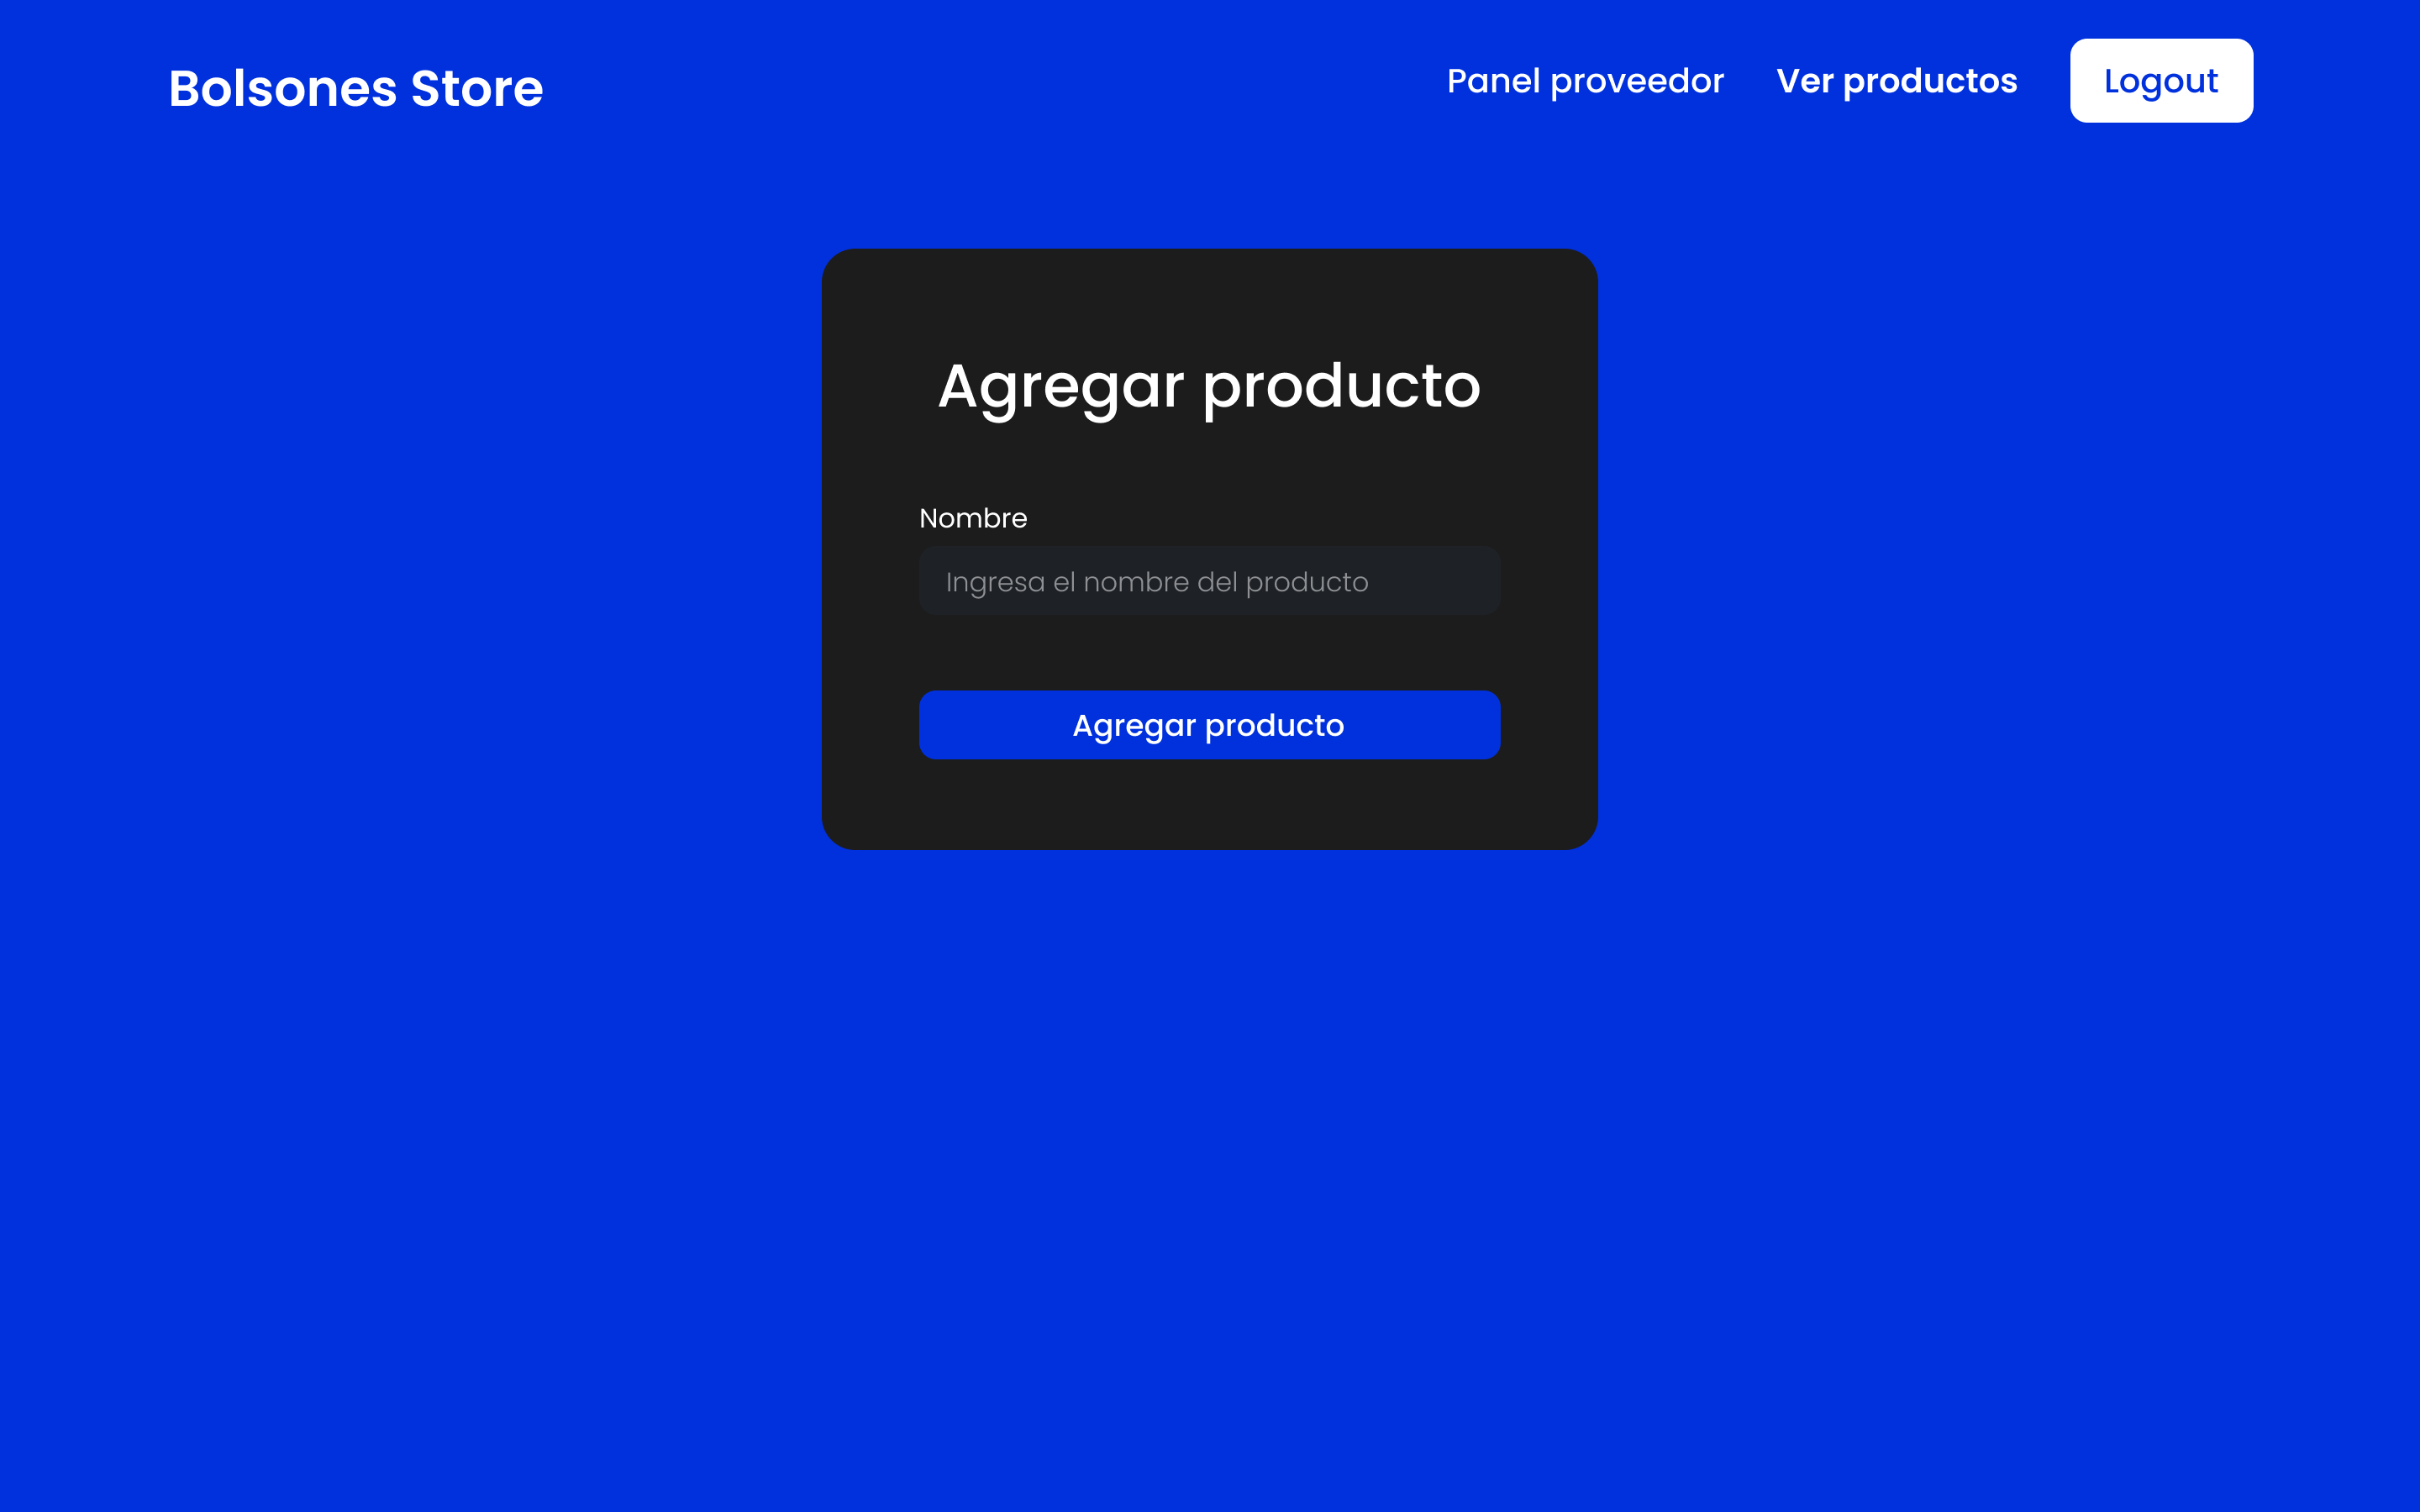 Bolsones Store
Panel proveedor
Ver productos
Logout
Agregar producto
Nombre
Ingresa el nombre del producto
Agregar producto